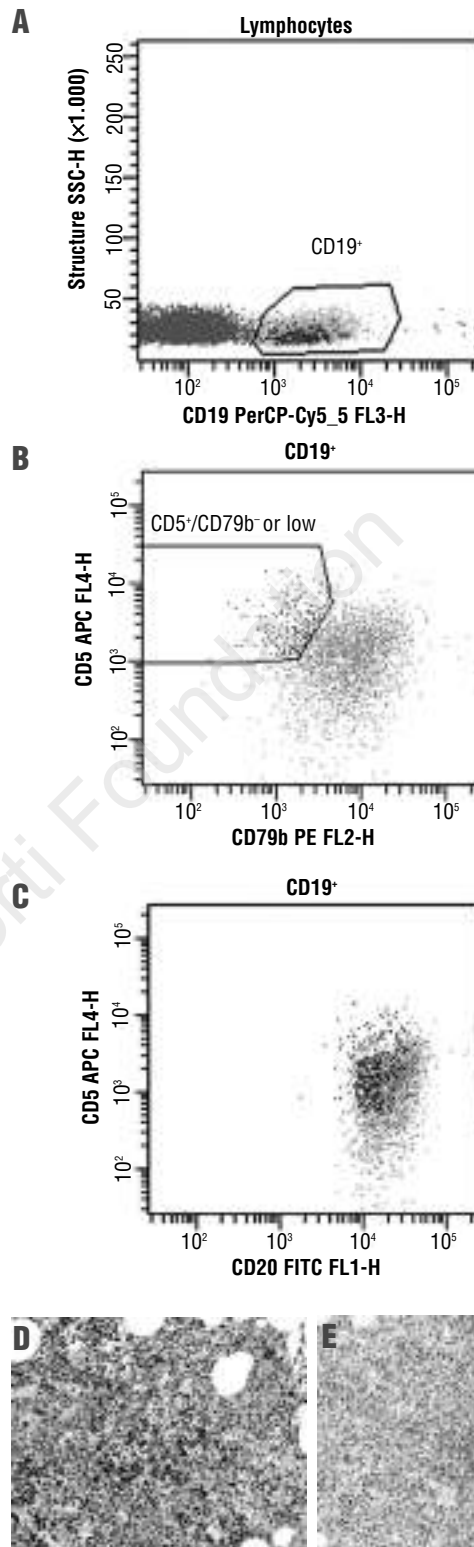 A
Lymphocytes
Structure SSC-H (×1.000)
250
200
150
100
50
CD19⁺
10² 10³ 10⁴ 10⁵
CD19 PerCP-Cy5_5 FL3-H
B
CD19⁺
CD5 APC FL4-H
10⁵
10⁴
10³
10²
CD5⁺/CD79b⁻ or low
10² 10³ 10⁴ 10⁵
CD79b PE FL2-H
C
CD19⁺
CD5 APC FL4-H
10⁵
10⁴
10³
10²
10² 10³ 10⁴ 10⁵
CD20 FITC FL1-H
D E
rti Foundation